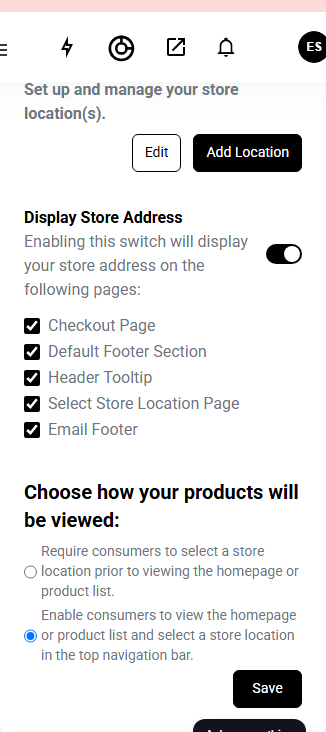 ES
Set up and manage your store
location(s).
Edit
Add Location
Display Store Address
Enabling this switch will display
your store address on the
following pages:
Checkout Page
Default Footer Section
Header Tooltip
Select Store Location Page
Email Footer
Choose how your products will
be viewed:
Require consumers to select a store
location prior to viewing the homepage or
product list.
Enable consumers to view the homepage
or product list and select a store location
in the top navigation bar.
Save